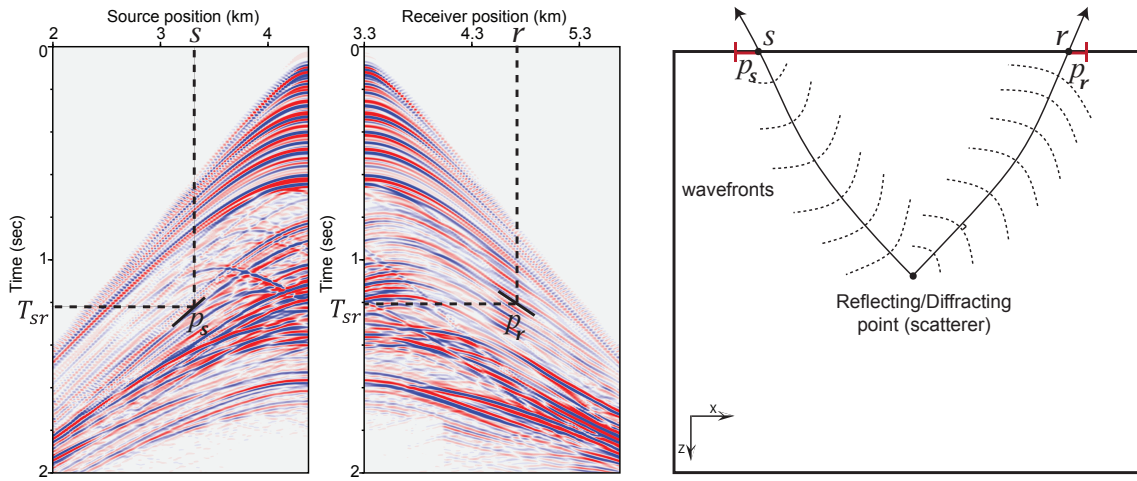 Source position (km)
2 3 4
s
0
1
2
Time (sec)
T_sr
p_s
Receiver position (km)
3.3 4.3 5.3
r
0
1
2
Time (sec)
T_sr
p_r
s
r
p_s
p_r
wavefronts
Reflecting/Diffracting
point (scatterer)
x
z